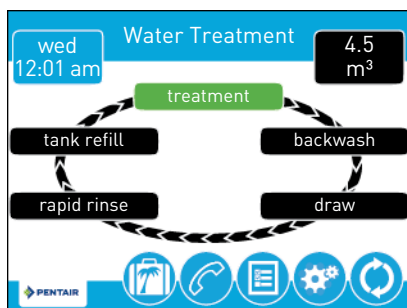 wed
12:01 am
Water Treatment
4.5
m³
treatment
tank refill
backwash
rapid rinse
draw
PENTAIR